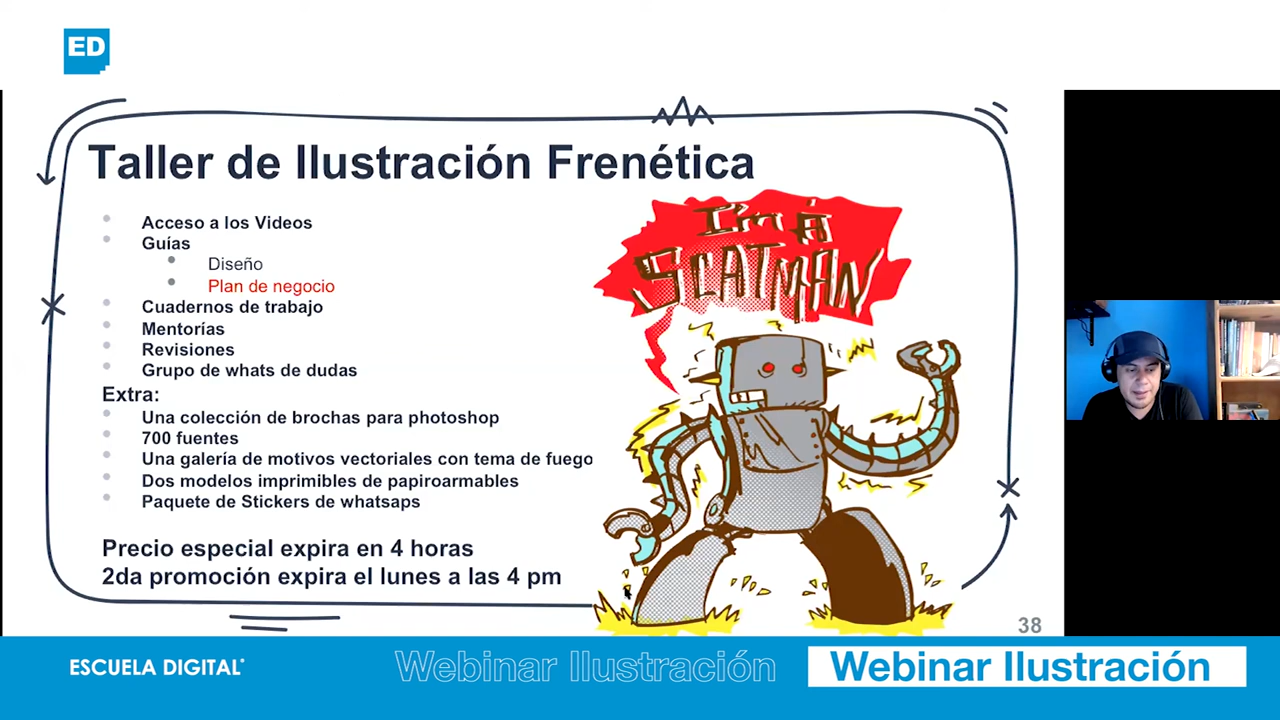 ED
Taller de Ilustración Frenética
Acceso a los Videos
Guías
Diseño
Plan de negocio
Cuadernos de trabajo
Mentorías
Revisiones
Grupo de whats de dudas
Extra:
Una colección de brochas para photoshop
700 fuentes
Una galería de motivos vectoriales con tema de fuego
Dos modelos imprimibles de papiroarmables
Paquete de Stickers de whatsaps
Precio especial expira en 4 horas
2da promoción expira el lunes a las 4 pm
I'm á
SCATMAN
38
ESCUELA DIGITAL
Webinar Ilustración
Webinar Ilustración